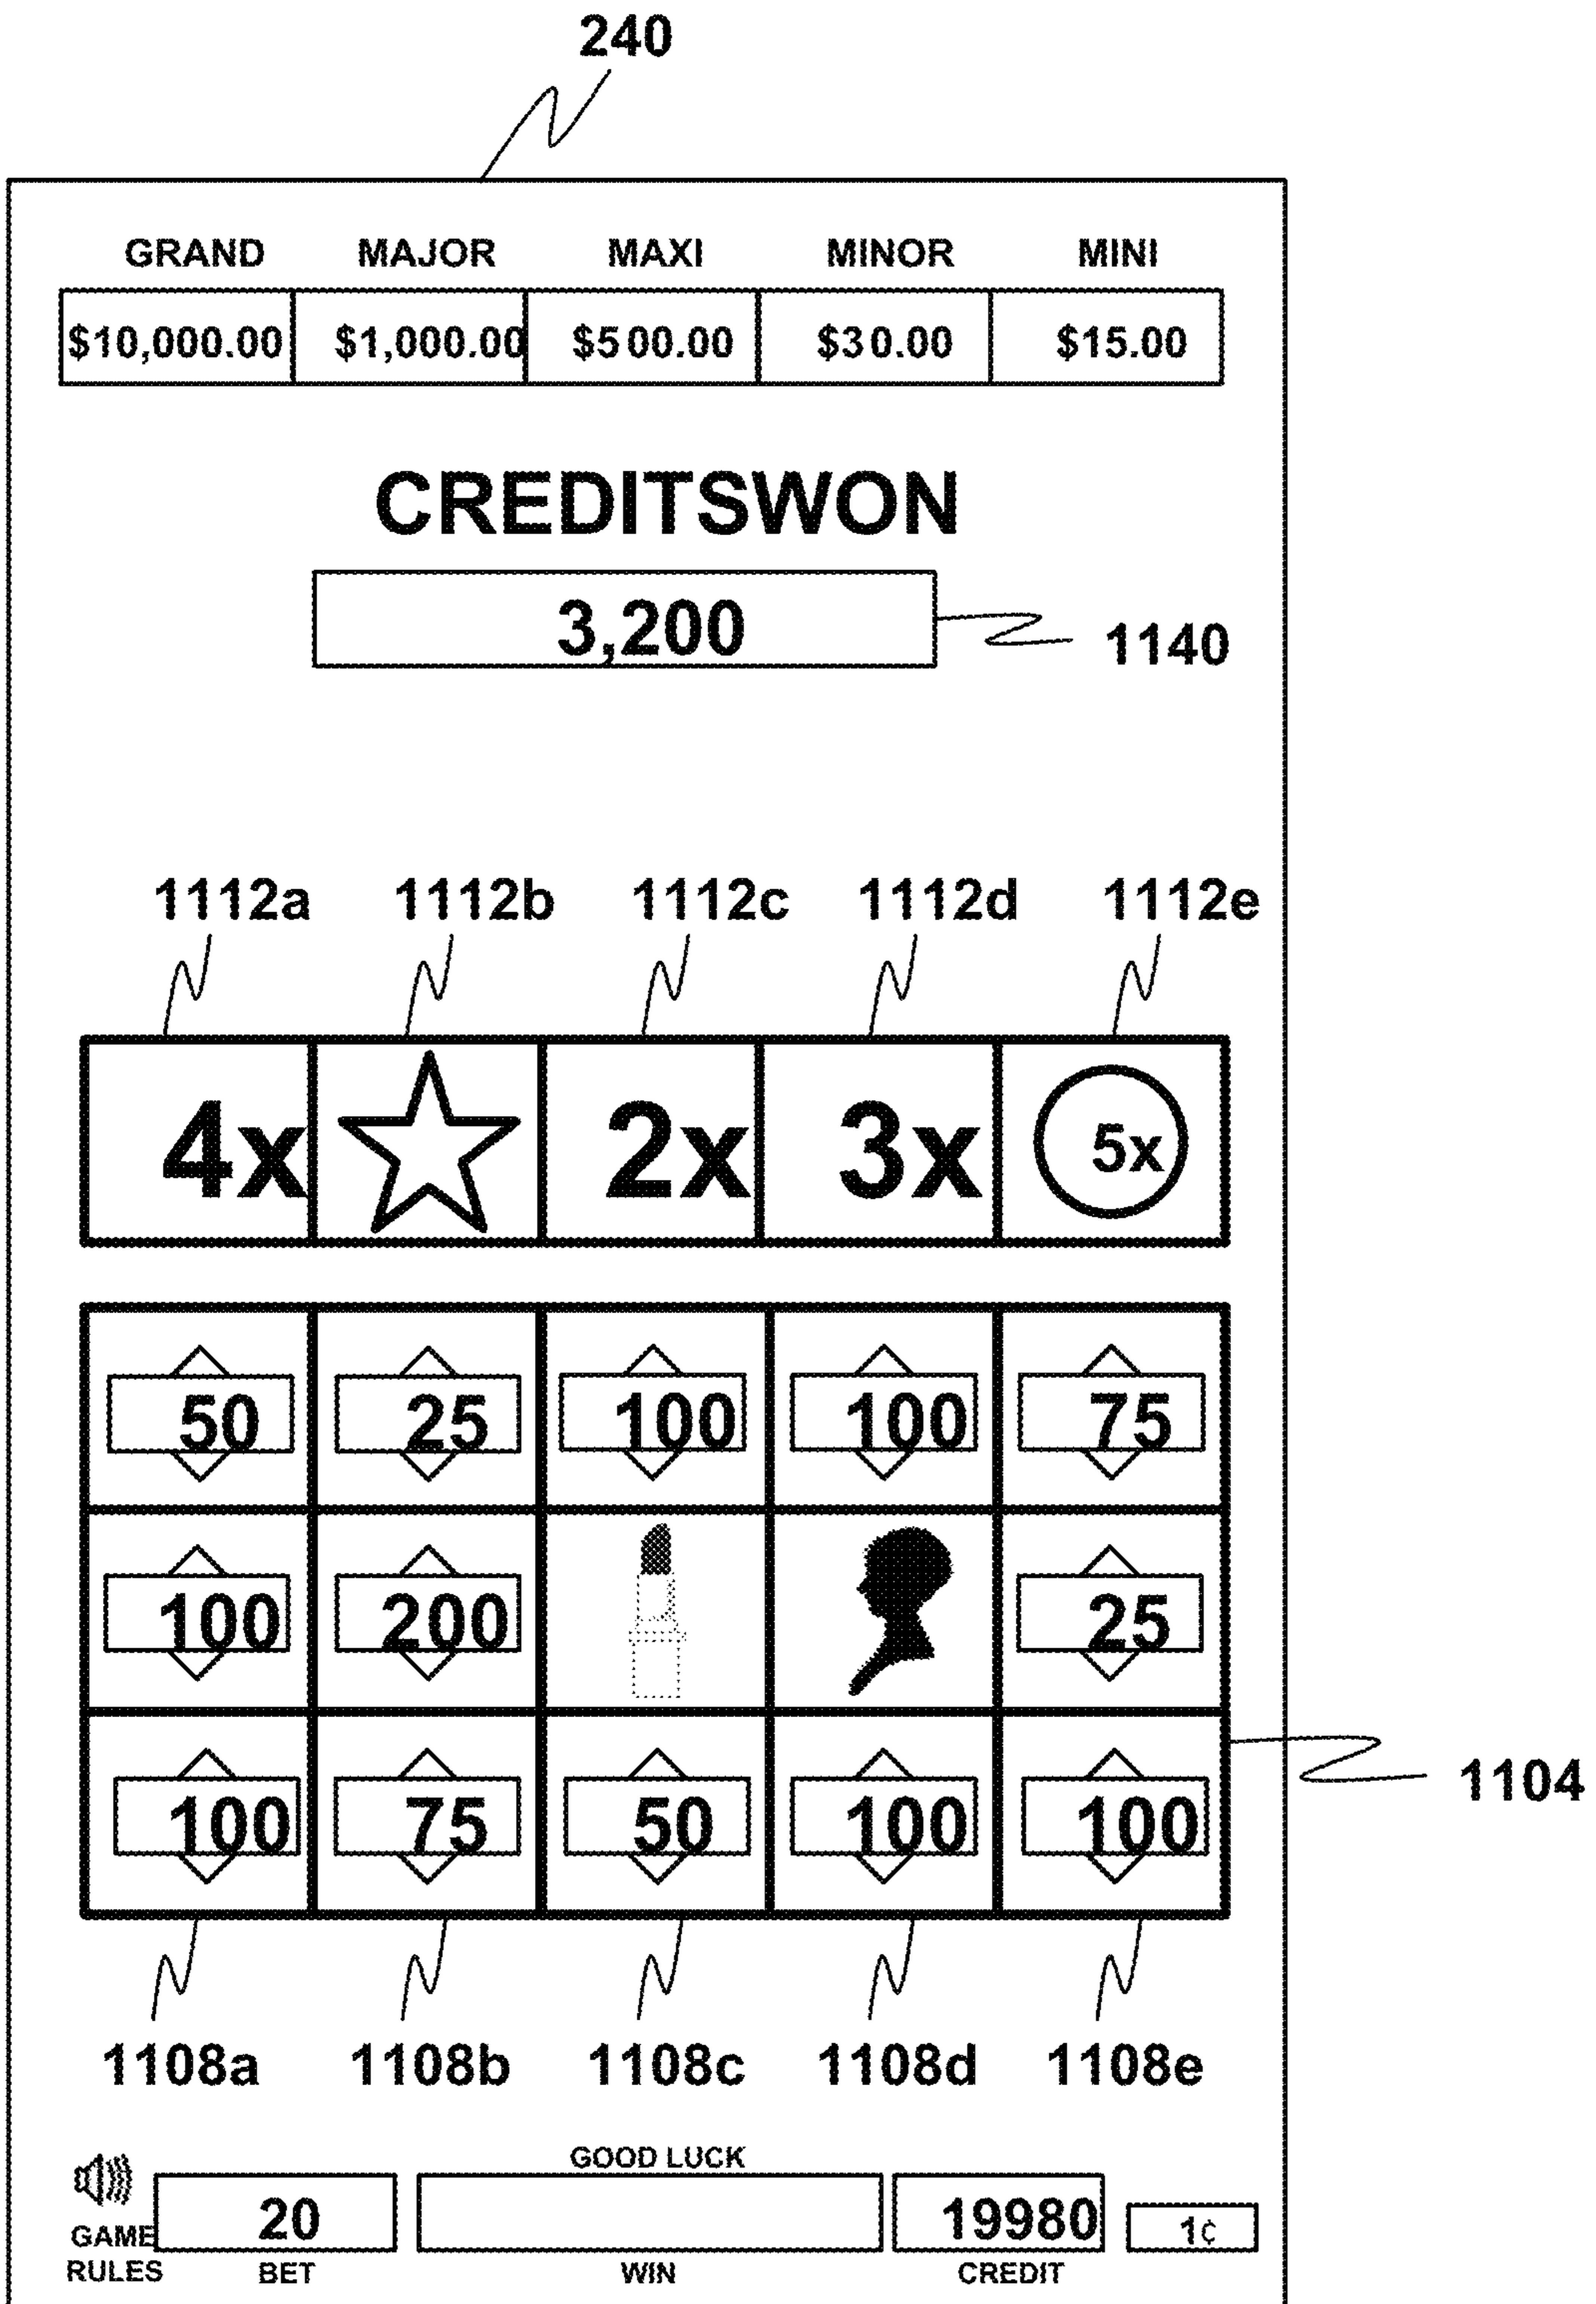 240
GRAND MAJOR MAXI MINOR MINI
$10,000.00 $1,000.00 $500.00 $30.00 $15.00
CREDITSWON
3,200
1140
1112a 1112b 1112c 1112d 1112e
4x 2x 3x 5x
50 25 100 100 75
100 200 25
100 75 50 100 100
1104
1108a 1108b 1108c 1108d 1108e
GOOD LUCK
20 19980 1¢
GAME
RULES BET WIN CREDIT